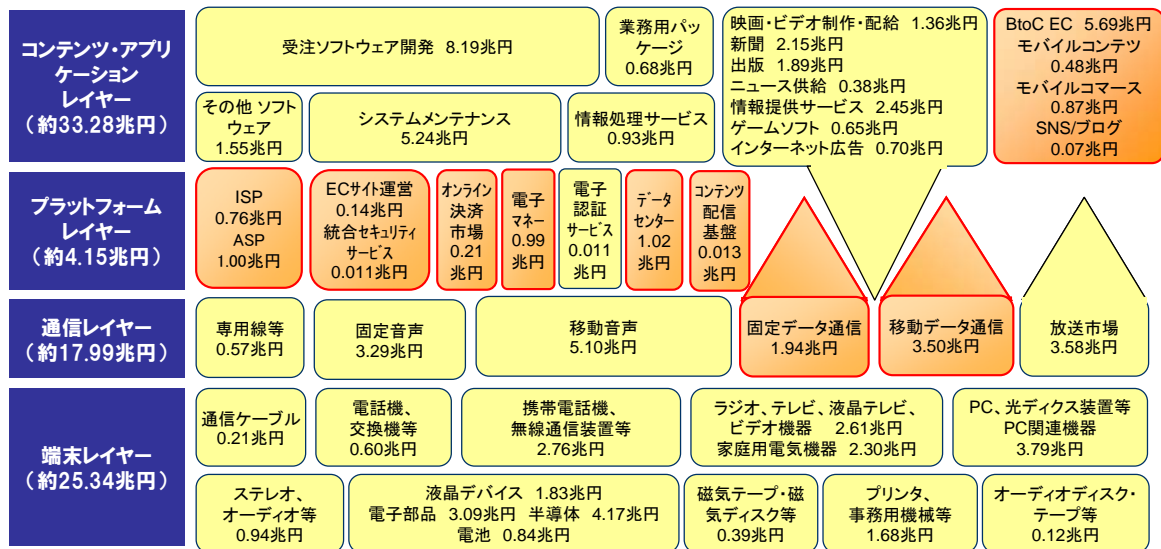 コンテンツ・アプリ
ケーション
レイヤー
(約33.28兆円)
受注ソフトウェア開発 8.19兆円
業務用パッ
ケージ
0.68兆円
映画・ビデオ制作・配給 1.36兆円
新聞 2.15兆円
出版 1.89兆円
ニュース供給 0.38兆円
情報提供サービス 2.45兆円
ゲームソフト 0.65兆円
インターネット広告 0.70兆円
BtoC EC 5.69兆円
モバイルコンテツ
0.48兆円
モバイルコマース
0.87兆円
SNS/ブログ
0.07兆円
その他 ソフト
ウェア
1.55兆円
システムメンテナンス
5.24兆円
情報処理サービス
0.93兆円
プラットフォーム
レイヤー
(約4.15兆円)
ISP
0.76兆円
ASP
1.00兆円
ECサイト運営
0.14兆円
統合セキュリティ
サービス
0.011兆円
オンライン
決済
市場
0.21
兆円
電子
マネー
0.99
兆円
電子
認証
サービス
0.011
兆円
データ
センター
1.02
兆円
コンテンツ
配信
基盤
0.013
兆円
通信レイヤー
(約17.99兆円)
専用線等
0.57兆円
固定音声
3.29兆円
移動音声
5.10兆円
固定データ通信
1.94兆円
移動データ通信
3.50兆円
放送市場
3.58兆円
端末レイヤー
(約25.34兆円)
通信ケーブル
0.21兆円
電話機、
交換機等
0.60兆円
携帯電話機、
無線通信装置等
2.76兆円
ラジオ、テレビ、液晶テレビ、
ビデオ機器 2.61兆円
家庭用電気機器 2.30兆円
PC、光ディクス装置等
PC関連機器
3.79兆円
ステレオ、
オーディオ等
0.94兆円
液晶デバイス 1.83兆円
電子部品 3.09兆円 半導体 4.17兆円
電池 0.84兆円
磁気テープ・磁
気ディスク等
0.39兆円
プリンタ、
事務用機械等
1.68兆円
オーディオディスク・
テープ等
0.12兆円